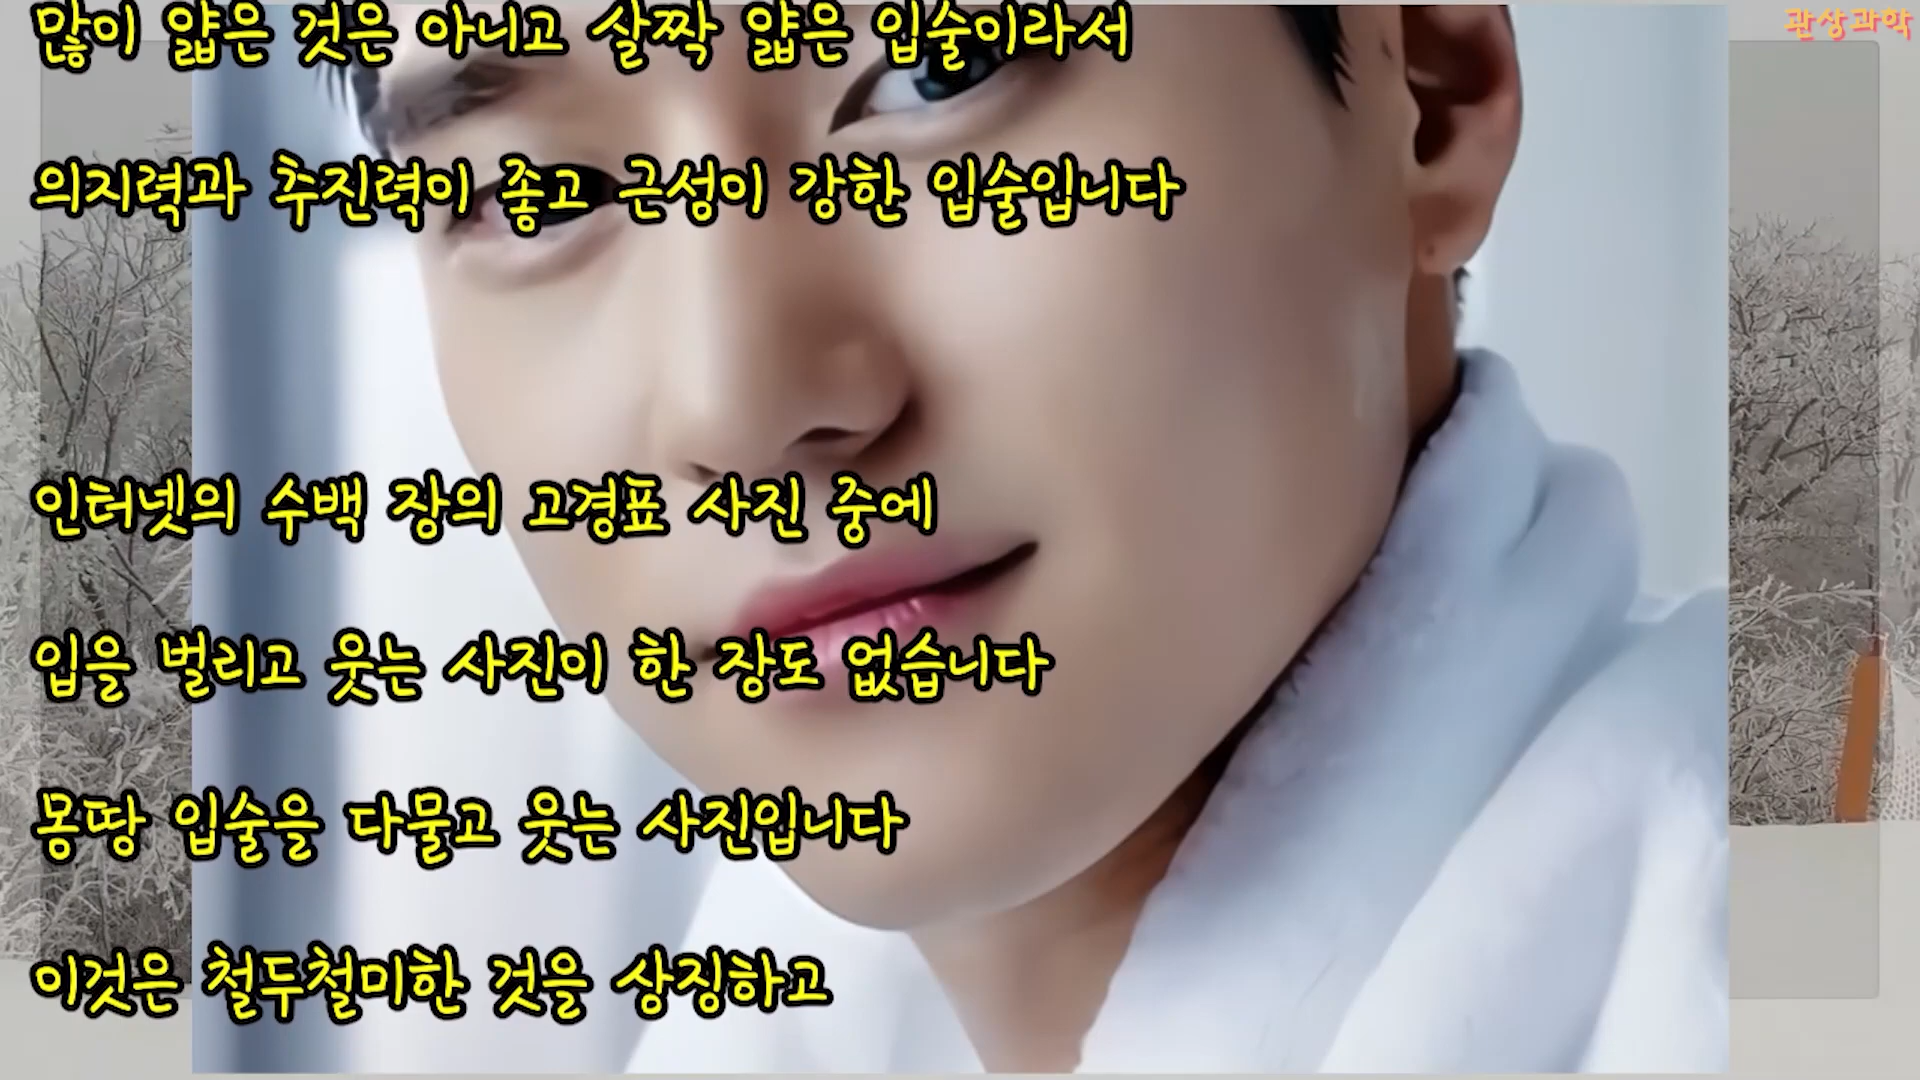 관상과학
많이 얇은 것은 아니고 살짝 얇은 입술이라서
의지력과 추진력이 좋고 근성이 강한 입술입니다
인터넷의 수백 장의 고경표 사진 중에
입을 벌리고 웃는 사진이 한 장도 없습니다
몽땅 입술을 다물고 웃는 사진입니다
이것은 철두철미한 것을 상징하고